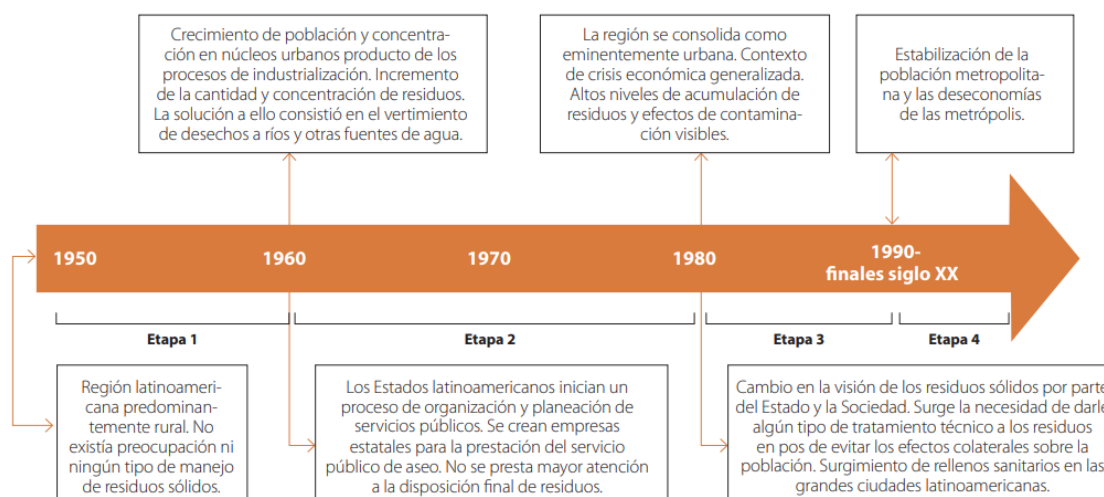 Crecimiento de población y concentra-
ción en núcleos urbanos producto de los
procesos de industrialización. Incremento
de la cantidad y concentración de residuos.
La solución a ello consistió en el vertimiento
de desechos a ríos y otras fuentes de agua.
La región se consolida como
eminentemente urbana. Contexto
de crisis económica generalizada.
Altos niveles de acumulación de
residuos y efectos de contamina-
ción visibles.
Estabilización de la
población metropolita-
na y las deseconomías
de las metrópolis.
1950
1960
1970
1980
1990-
finales siglo XX
Etapa 1
Etapa 2
Etapa 3
Etapa 4
Región latinoameri-
cana predominan-
temente rural. No
existía preocupación ni
ningún tipo de manejo
de residuos sólidos.
Los Estados latinoamericanos inician un
proceso de organización y planeación de
servicios públicos. Se crean empresas
estatales para la prestación del servicio
público de aseo. No se presta mayor atención
a la disposición final de residuos.
Cambio en la visión de los residuos sólidos por parte
del Estado y la Sociedad. Surge la necesidad de darle
algún tipo de tratamiento técnico a los residuos
en pos de evitar los efectos colaterales sobre la
población. Surgimiento de rellenos sanitarios en las
grandes ciudades latinoamericanas.